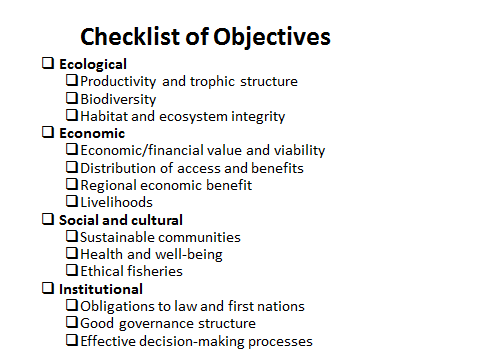 Checklist of Objectives
❑ Ecological
❑Productivity and trophic structure
❑Biodiversity
❑Habitat and ecosystem integrity
❑ Economic
❑Economic/financial value and viability
❑Distribution of access and benefits
❑Regional economic benefit
❑Livelihoods
❑ Social and cultural
❑Sustainable communities
❑Health and well-being
❑Ethical fisheries
❑ Institutional
❑Obligations to law and first nations
❑Good governance structure
❑Effective decision-making processes